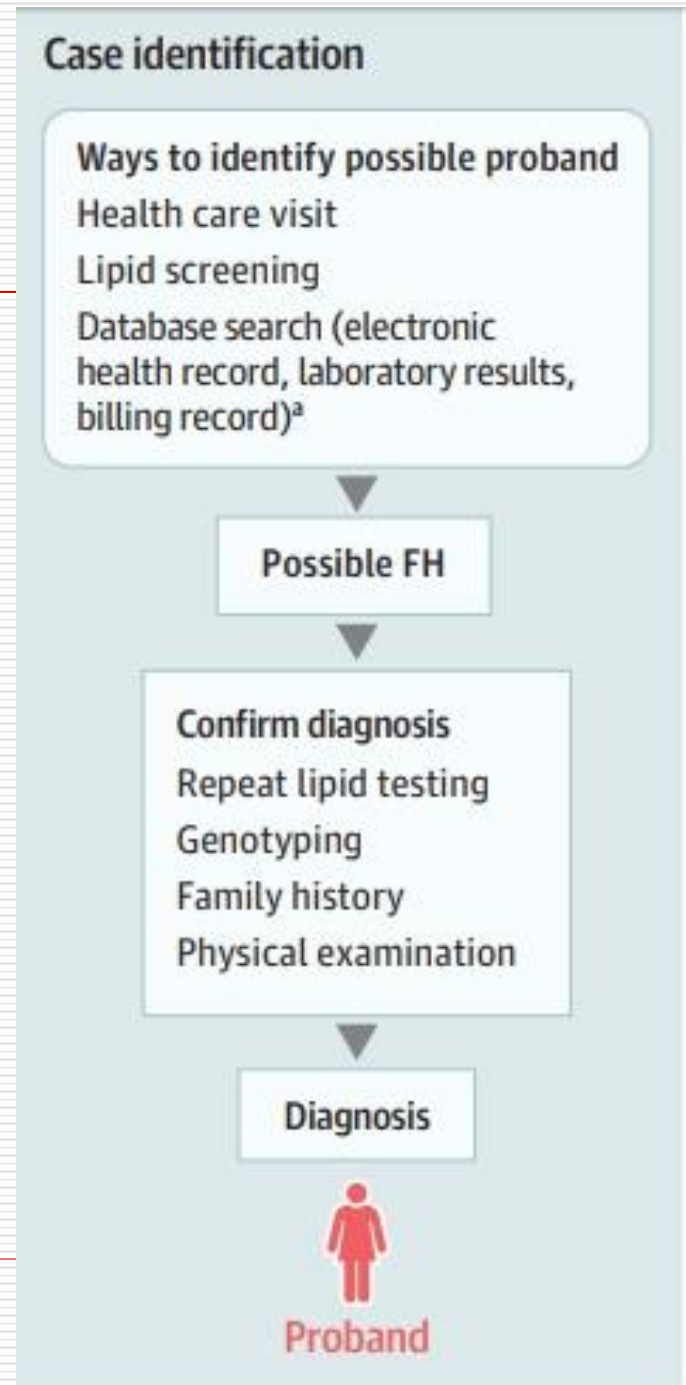 Case identification
Ways to identify possible proband
Health care visit
Lipid screening
Database search (electronic
health record, laboratory results,
billing record)ª
Possible FH
Confirm diagnosis
Repeat lipid testing
Genotyping
Family history
Physical examination
Diagnosis
Proband